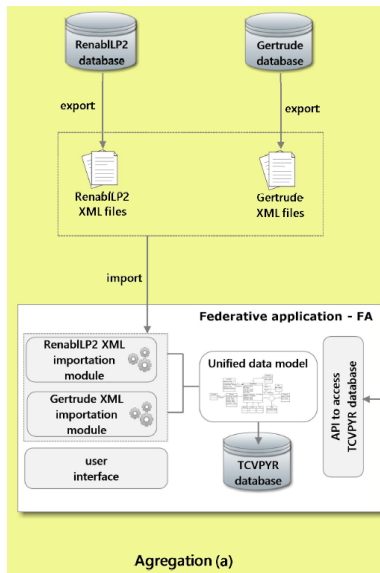 RenablLP2
database
Gertrude
database
export
export
RenablLP2
XML files
Gertrude
XML files
import
Federative application - FA
RenablLP2 XML
importation
module
Gertrude XML
importation
module
user
interface
Unified data model
TCVPYR
database
API to access
TCVPYR database
Agregation (a)